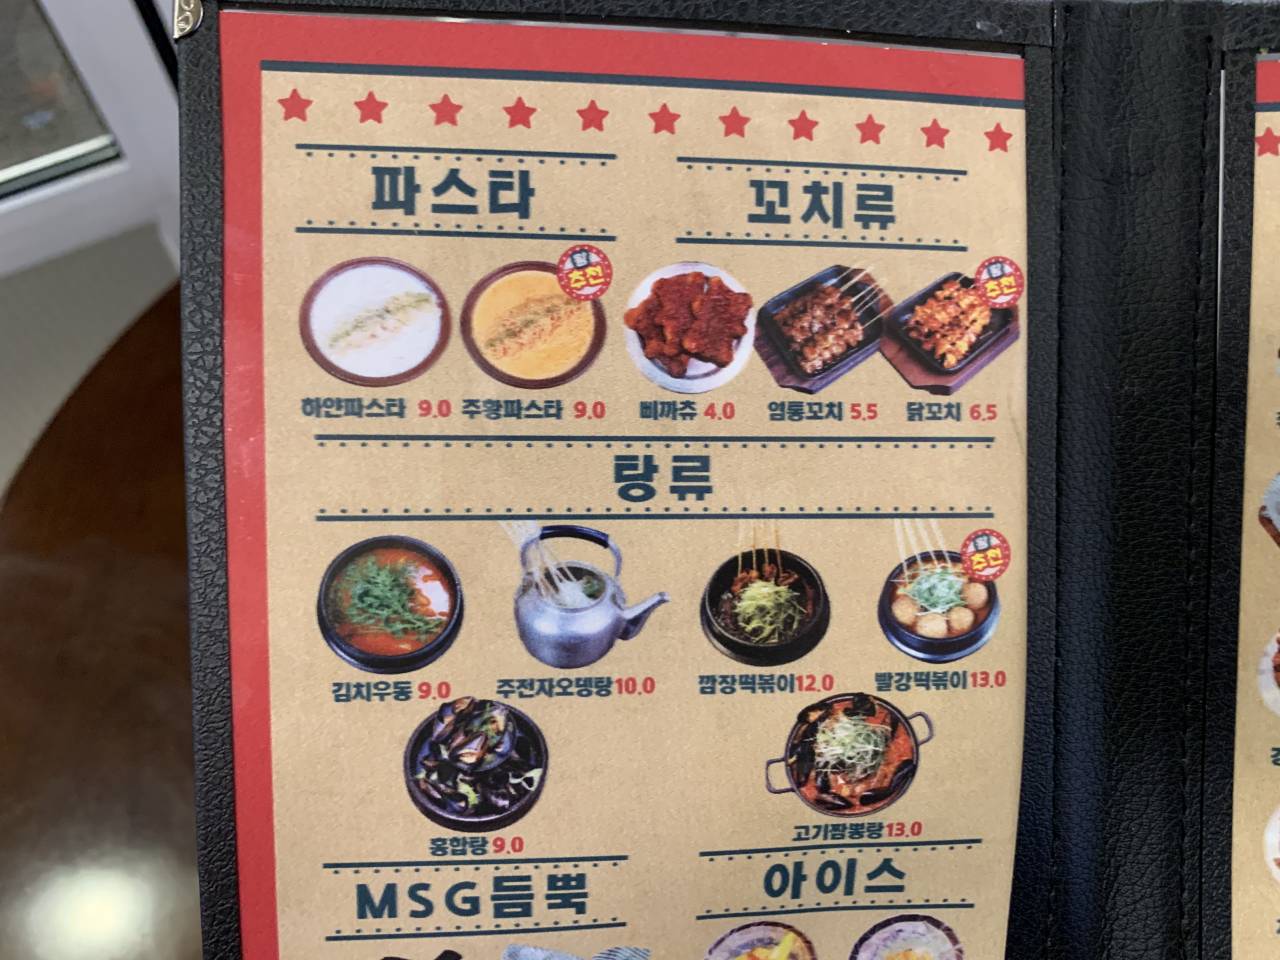 파스타
꼬치류
추천
추천
하얀파스타 9.0
주황파스타 9.0
삐까츄 4.0
염통꼬치 5.5
닭꼬치 6.5
탕류
추천
김치우동 9.0
주전자오뎅탕 10.0
깜장떡볶이 12.0
빨강떡볶이 13.0
홍합탕 9.0
고기짬뽕탕 13.0
MSG듬뿍
아이스